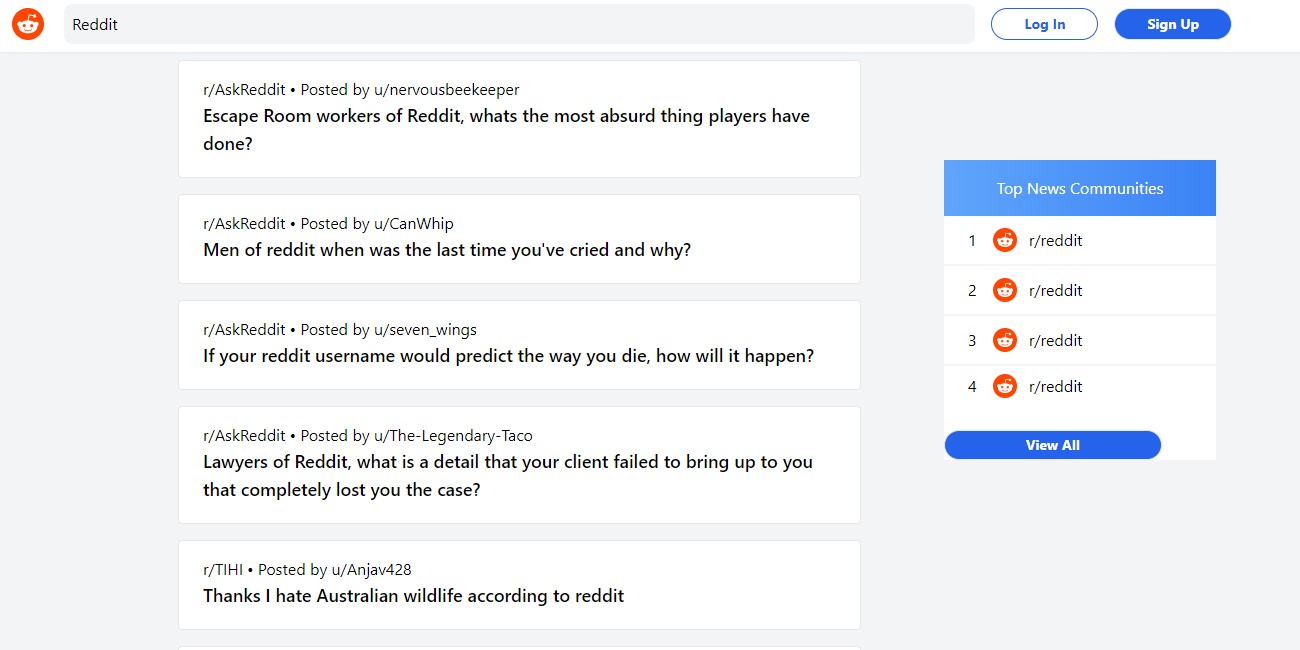 Reddit
Log In
Sign Up
r/AskReddit • Posted by u/nervousbeekeeper
Escape Room workers of Reddit, whats the most absurd thing players have
done?
r/AskReddit • Posted by u/CanWhip
Men of reddit when was the last time you've cried and why?
r/AskReddit • Posted by u/seven_wings
If your reddit username would predict the way you die, how will it happen?
r/AskReddit • Posted by u/The-Legendary-Taco
Lawyers of Reddit, what is a detail that your client failed to bring up to you
that completely lost you the case?
r/TIHI • Posted by u/Anjav428
Thanks I hate Australian wildlife according to reddit
Top News Communities
1 r/reddit
2 r/reddit
3 r/reddit
4 r/reddit
View All